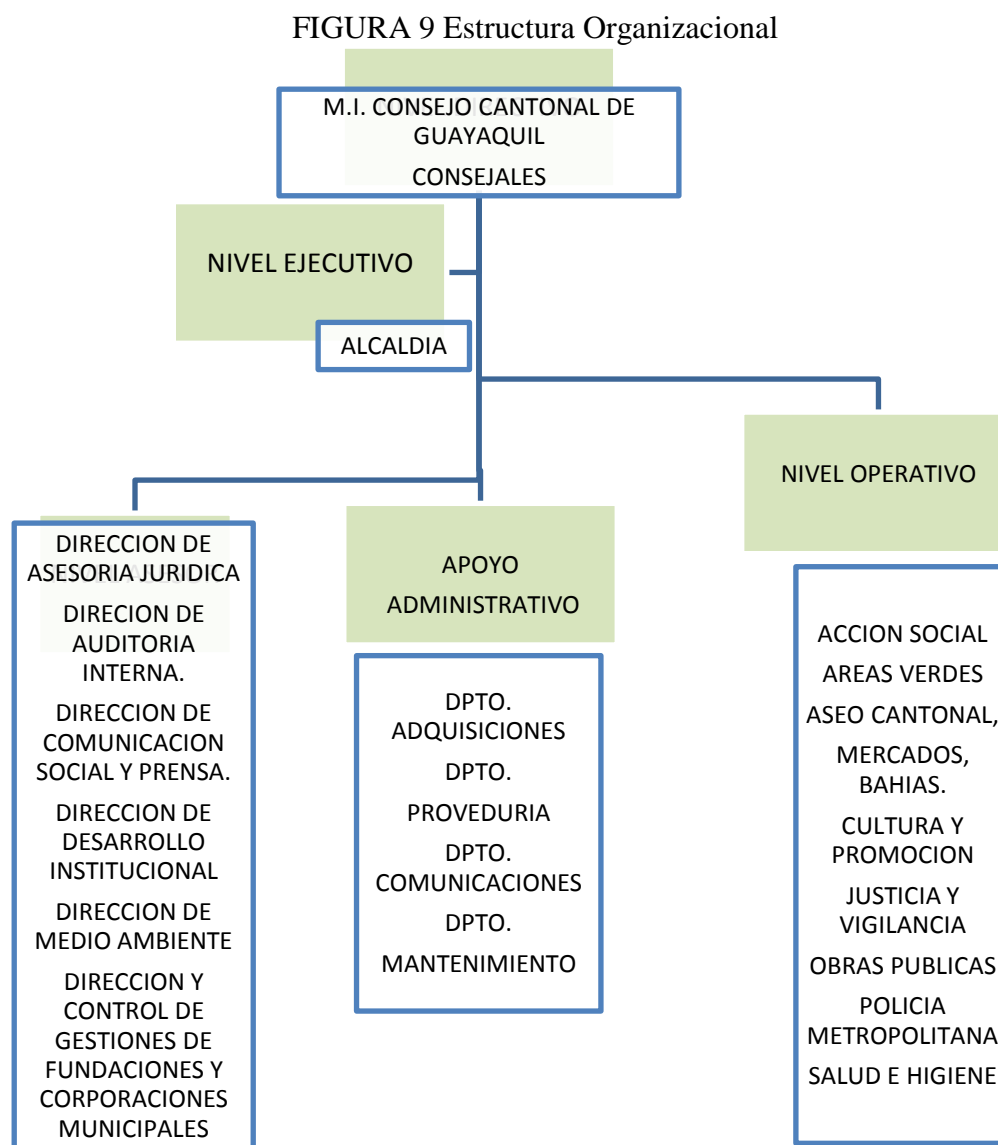 FIGURA 9 Estructura Organizacional
M.I. CONSEJO CANTONAL DE
GUAYAQUIL
CONSEJALES
NIVEL EJECUTIVO
ALCALDIA
NIVEL OPERATIVO
DIRECCION DE
ASESORIA JURIDICA
DIRECION DE
AUDITORIA
INTERNA.
DIRECCION DE
COMUNICACION
SOCIAL Y PRENSA.
DIRECCION DE
DESARROLLO
INSTITUCIONAL
DIRECCION DE
MEDIO AMBIENTE
DIRECCION Y
CONTROL DE
GESTIONES DE
FUNDACIONES Y
CORPORACIONES
MUNICIPALES
APOYO
ADMINISTRATIVO
DPTO.
ADQUISICIONES
DPTO.
PROVEDURIA
DPTO.
COMUNICACIONES
DPTO.
MANTENIMIENTO
ACCION SOCIAL
AREAS VERDES
ASEO CANTONAL,
MERCADOS,
BAHIAS.
CULTURA Y
PROMOCION
JUSTICIA Y
VIGILANCIA
OBRAS PUBLICAS
POLICIA
METROPOLITANA
SALUD E HIGIENE